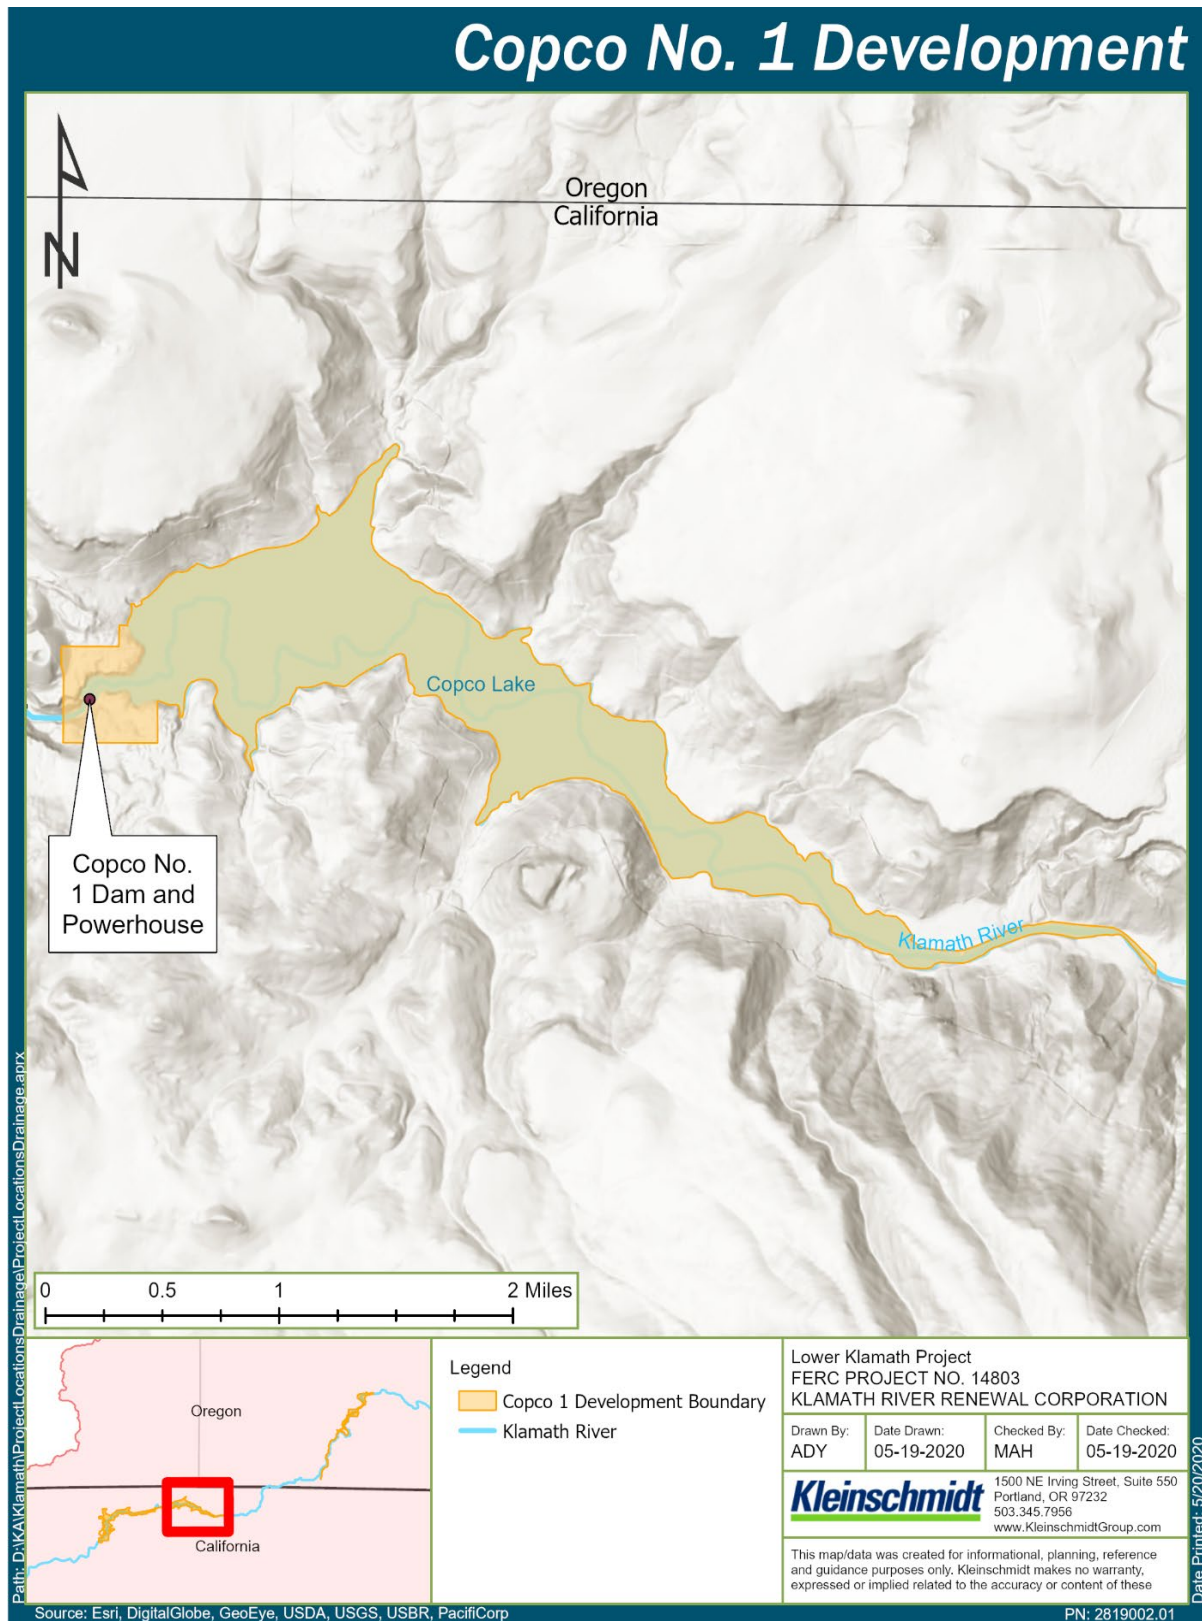 Copco No. 1 Development
Oregon
California
N
Copco Lake
Copco No.
1 Dam and
Powerhouse
Klamath River
0 0.5 1 2 Miles
Oregon
California
Legend
Copco 1 Development Boundary
Klamath River
Lower Klamath Project
FERC PROJECT NO. 14803
KLAMATH RIVER RENEWAL CORPORATION
Drawn By:
ADY
Date Drawn:
05-19-2020
Checked By:
MAH
Date Checked:
05-19-2020
Kleinschmidt
1500 NE Irving Street, Suite 550
Portland, OR 97232
503.345.7956
www.KleinschmidtGroup.com
This map/data was created for informational, planning, reference
and guidance purposes only. Kleinschmidt makes no warranty,
expressed or implied related to the accuracy or content of these
Path: D:\KA\Klamath\ProjectLocationsDrainage\ProjectLocationsDrainage.aprx
Date Printed: 5/20/2020
Source: Esri, DigitalGlobe, GeoEye, USDA, USGS, USBR, PacifiCorp
PN: 2819002.01